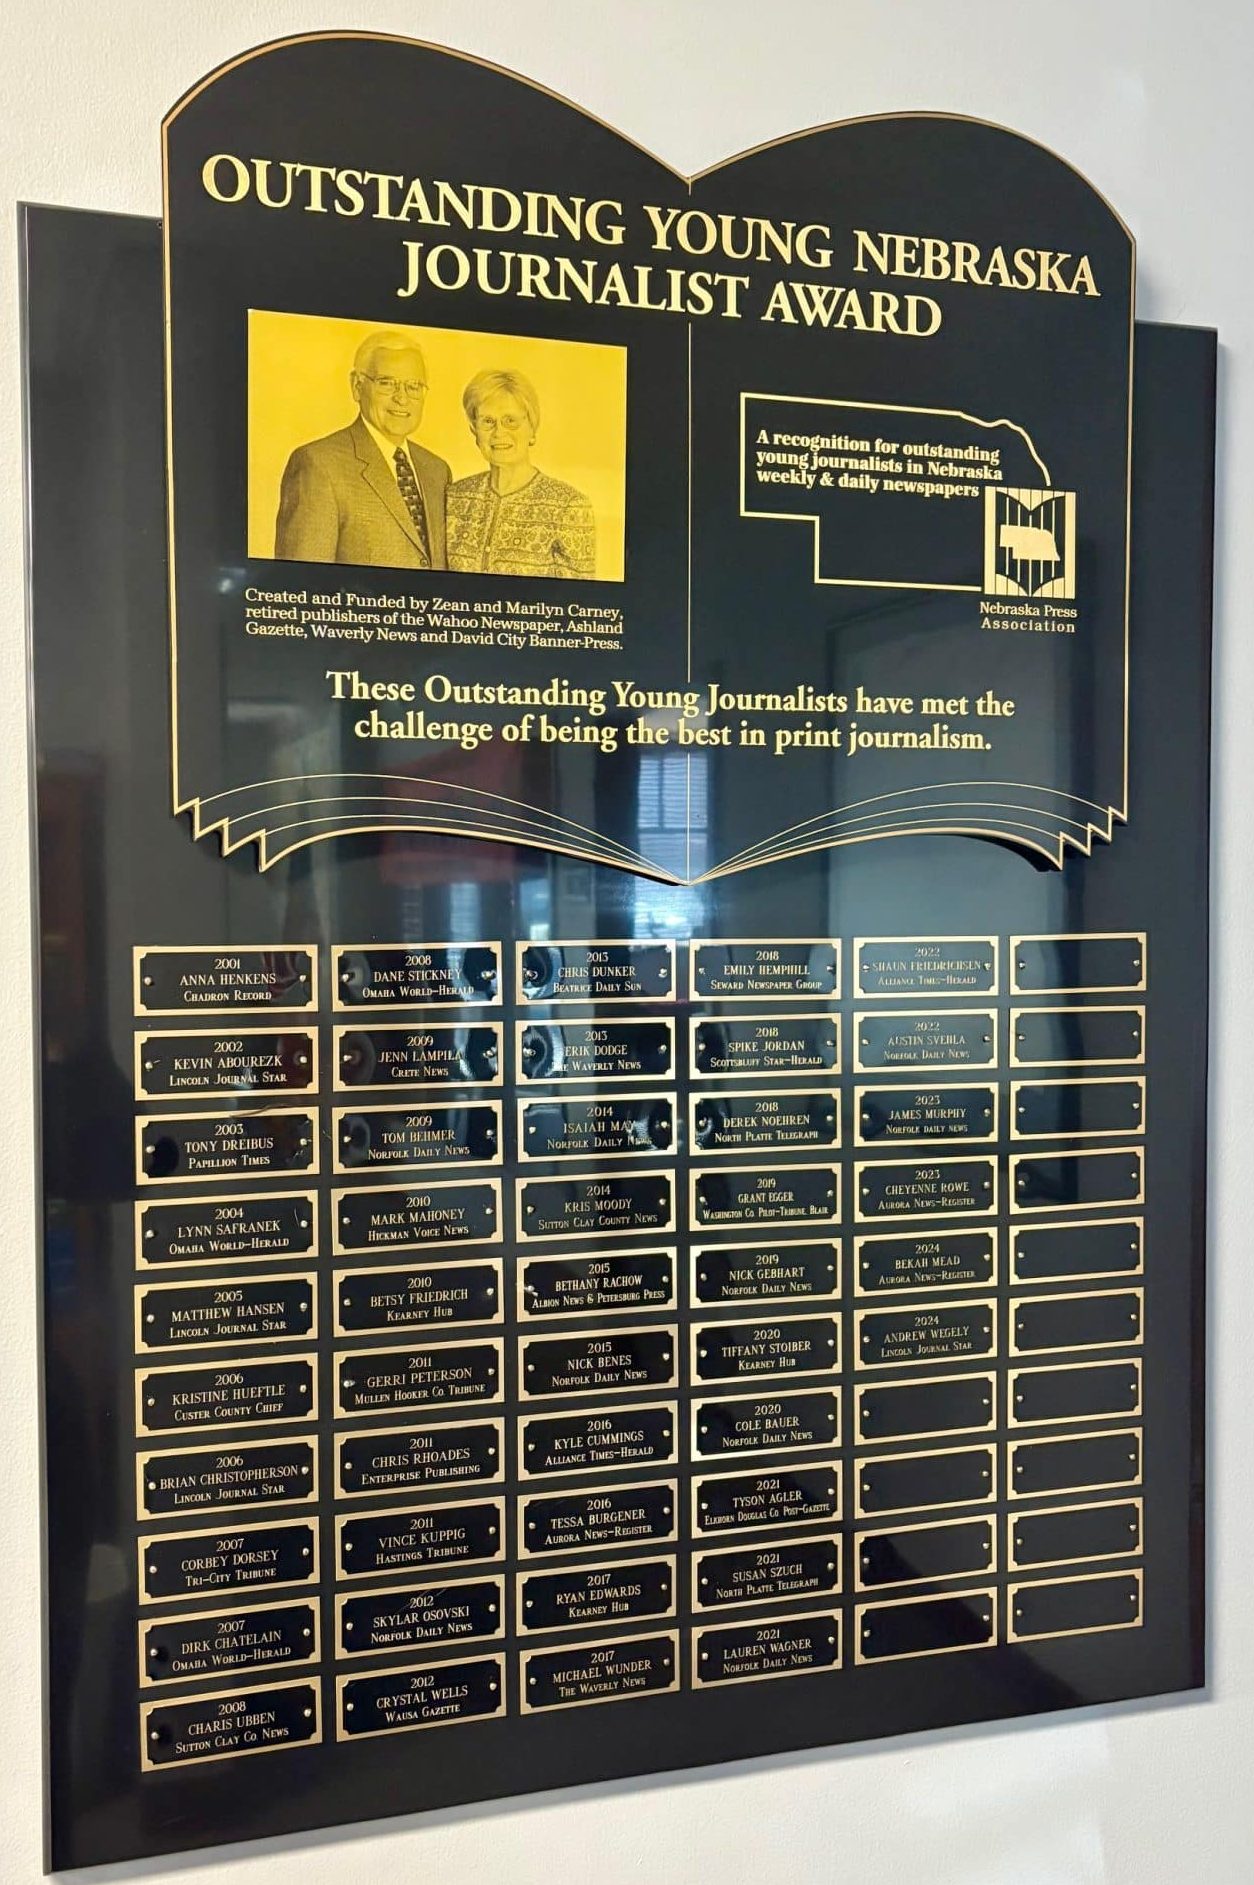 OUTSTANDING YOUNG NEBRASKA
JOURNALIST AWARD
A recognition for outstanding
young journalists in Nebraska
weekly & daily newspapers
Nebraska Press
Association
Created and Funded by Zean and Marilyn Carney,
retired publishers of the Wahoo Newspaper, Ashland
Gazette, Waverly News and David City Banner-Press.
These Outstanding Young Journalists have met the
challenge of being the best in print journalism.
2001
ANNA HENKENS
CHADRON RECORD
2002
KEVIN ABOUREZK
LINCOLN JOURNAL STAR
2003
TONY DREIBUS
PAPILLION TIMES
2004
LYNN SAFRANEK
OMAHA WORLD-HERALD
2005
MATTHEW HANSEN
LINCOLN JOURNAL STAR
2006
KRISTINE HUEFTLE
CUSTER COUNTY CHIEF
2006
BRIAN CHRISTOPHERSON
LINCOLN JOURNAL STAR
2007
CORBEY DORSEY
TRI-CITY TRIBUNE
2007
DIRK CHATELAIN
OMAHA WORLD-HERALD
2008
CHARIS UBBEN
SUTTON CLAY CO. NEWS
2008
DANE STICKNEY
OMAHA WORLD-HERALD
2009
JENN LAMPILA
CRETE NEWS
2009
TOM BEHMER
NORFOLK DAILY NEWS
2010
MARK MAHONEY
HICKMAN VOICE NEWS
2010
BETSY FRIEDRICH
KEARNEY HUB
2011
GERRI PETERSON
MULLEN HOOKER CO. TRIBUNE
2011
CHRIS RHOADES
ENTERPRISE PUBLISHING
2011
VINCE KUPPIG
HASTINGS TRIBUNE
2012
SKYLAR OSOVSKI
NORFOLK DAILY NEWS
2012
CRYSTAL WELLS
WAUSA GAZETTE
2013
CHRIS DUNKER
BEATRICE DAILY SUN
2013
ERIK DODGE
THE WAVERLY NEWS
2014
ISAIAH MAY
NORFOLK DAILY NEWS
2014
KRIS MOODY
SUTTON CLAY COUNTY NEWS
2015
BETHANY RACHOW
ALBION NEWS & PETERSBURG PRESS
2015
NICK BENES
NORFOLK DAILY NEWS
2016
KYLE CUMMINGS
ALLIANCE TIMES-HERALD
2016
TESSA BURGENER
AURORA NEWS-REGISTER
2017
RYAN EDWARDS
KEARNEY HUB
2017
MICHAEL WUNDER
THE WAVERLY NEWS
2018
EMILY HEMPHILL
SEWARD NEWSPAPER GROUP
2018
SPIKE JORDAN
SCOTTSBLUFF STAR-HERALD
2018
DEREK NOEHREN
NORTH PLATTE TELEGRAPH
2019
GRANT EGGER
WASHINGTON CO. PILOT-TRIBUNE, BLAIR
2019
NICK GEBHART
NORFOLK DAILY NEWS
2020
TIFFANY STOIBER
KEARNEY HUB
2020
COLE BAUER
NORFOLK DAILY NEWS
2021
TYSON AGLER
ELKHORN DOUGLAS CO. POST-GAZETTE
2021
SUSAN SZUCH
NORTH PLATTE TELEGRAPH
2021
LAUREN WAGNER
NORFOLK DAILY NEWS
2022
SHAUN FRIEDRICHSEN
ALLIANCE TIMES-HERALD
2022
AUSTIN SVEHLA
NORFOLK DAILY NEWS
2023
JAMES MURPHY
NORFOLK DAILY NEWS
2023
CHEYENNE ROWE
AURORA NEWS-REGISTER
2024
BEKAH MEAD
AURORA NEWS-REGISTER
2024
ANDREW WEGELY
LINCOLN JOURNAL STAR